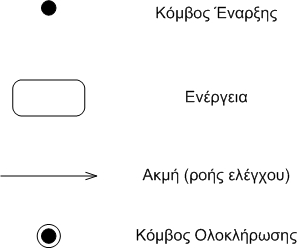 Κόμβος Έναρξης
Ενέργεια
Ακμή (ροής ελέγχου)
Κόμβος Ολοκλήρωσης